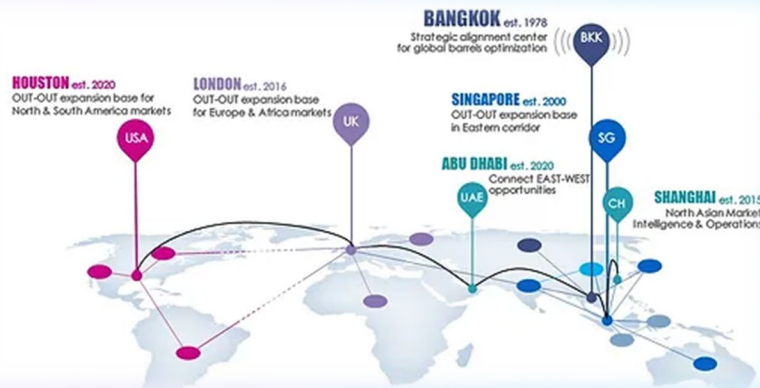 BANGKOK est. 1978
Strategic alignment center
for global barrels optimization
BKK
HOUSTON est. 2020
OUT-OUT expansion base for
North & South America markets
USA
LONDON est. 2016
OUT-OUT expansion base
for Europe & Africa markets
UK
SINGAPORE est. 2000
OUT-OUT expansion base
in Eastern corridor
SG
ABU DHABI est. 2020
Connect EAST-WEST
opportunities
UAE
SHANGHAI est. 2015
North Asian Market
Intelligence & Operations
CH